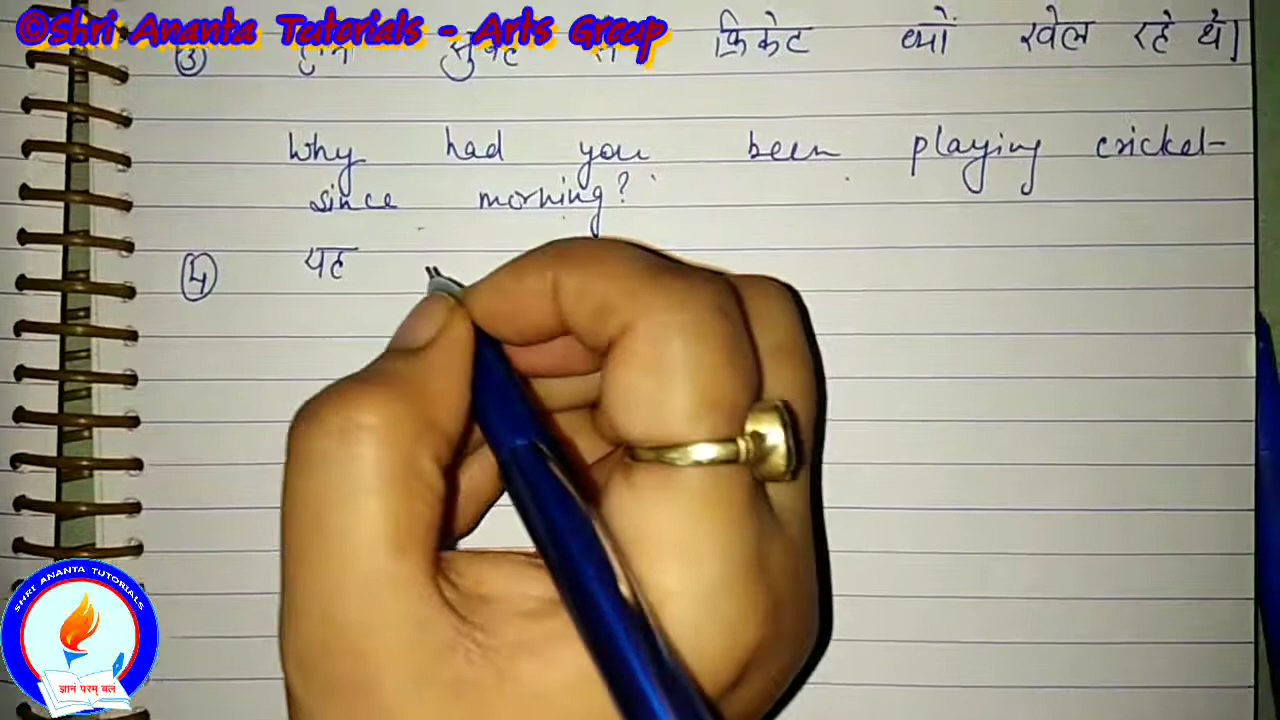 ©Shri Ananta Tutorials - Arts Group
③ सुबह से क्रिकेट क्यों खेल रहे थे।
Why had you been playing cricket
since morning?
④ यह
SHRI ANANTA TUTORIALS
ज्ञानं परमं बलं